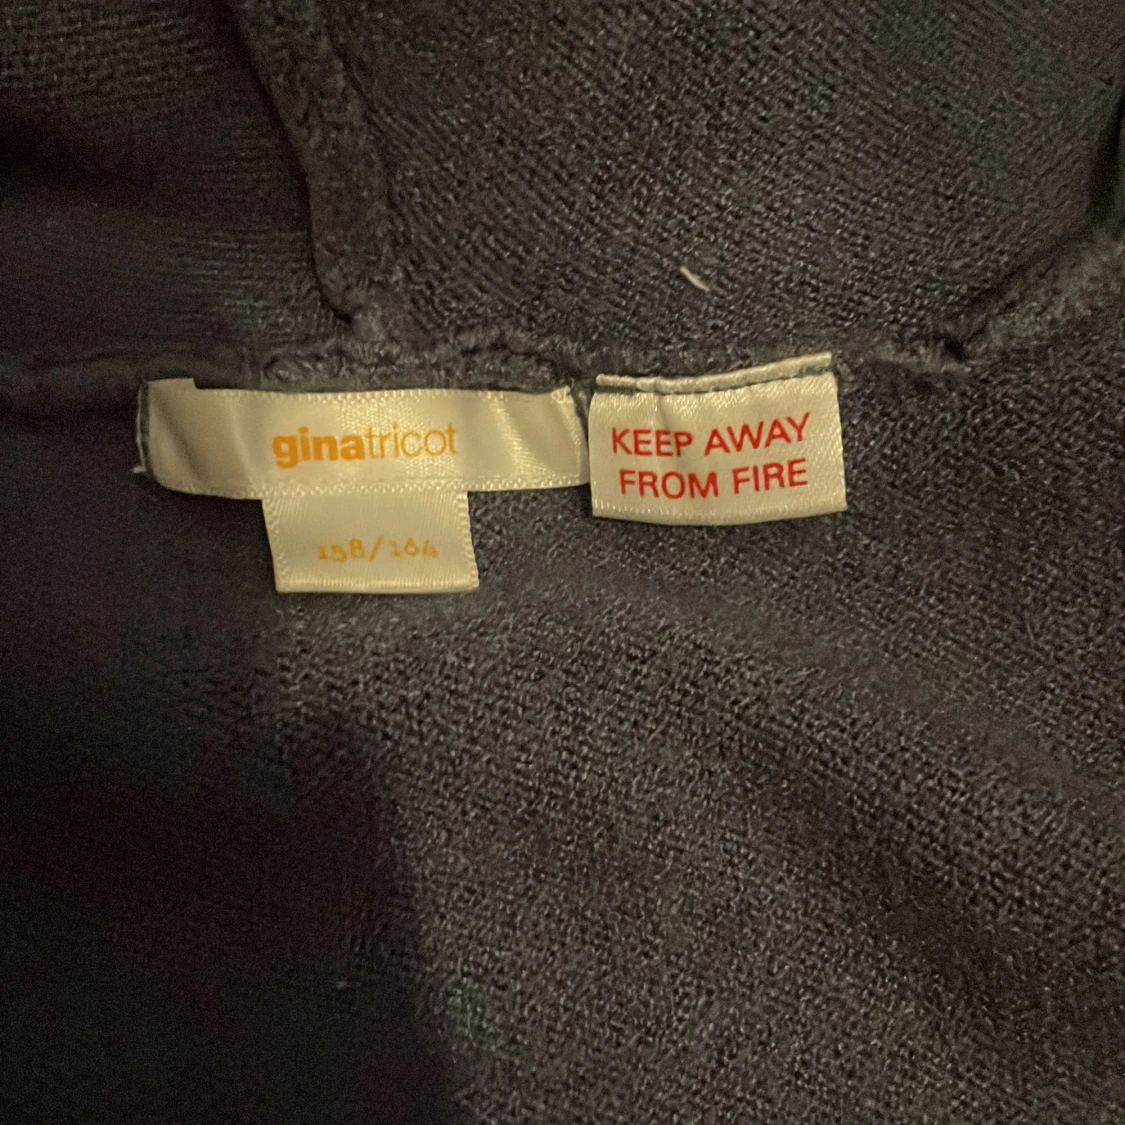 ginatricot
158/164
KEEP AWAY
FROM FIRE